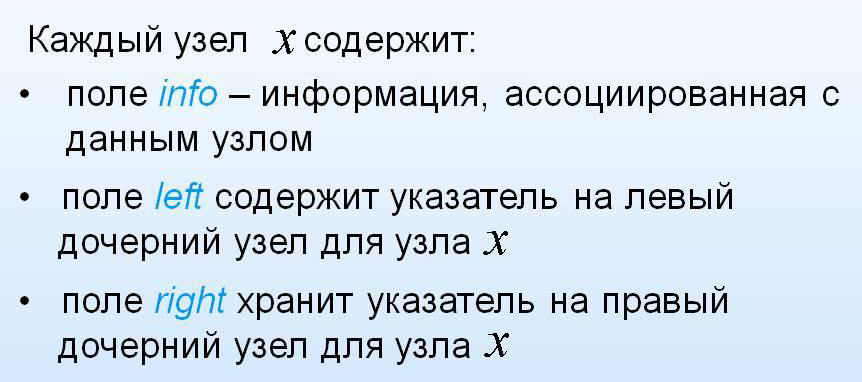 Каждый узел x содержит:
• поле info – информация, ассоциированная с
данным узлом
• поле left содержит указатель на левый
дочерний узел для узла x
• поле right хранит указатель на правый
дочерний узел для узла x